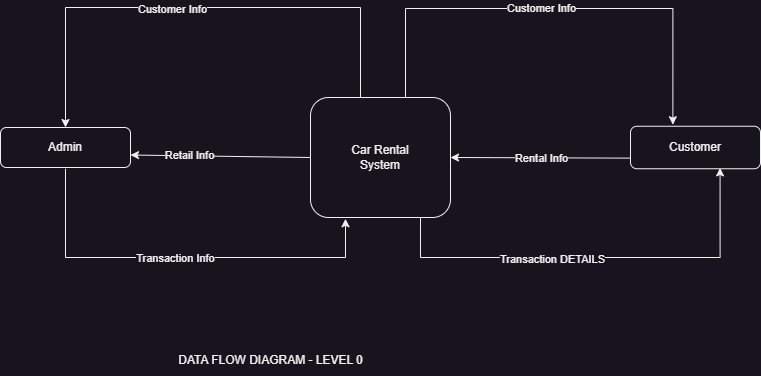 Customer Info
Customer Info
Admin
Car Rental
System
Customer
Retail Info
Rental Info
Transaction Info
Transaction DETAILS
DATA FLOW DIAGRAM - LEVEL 0